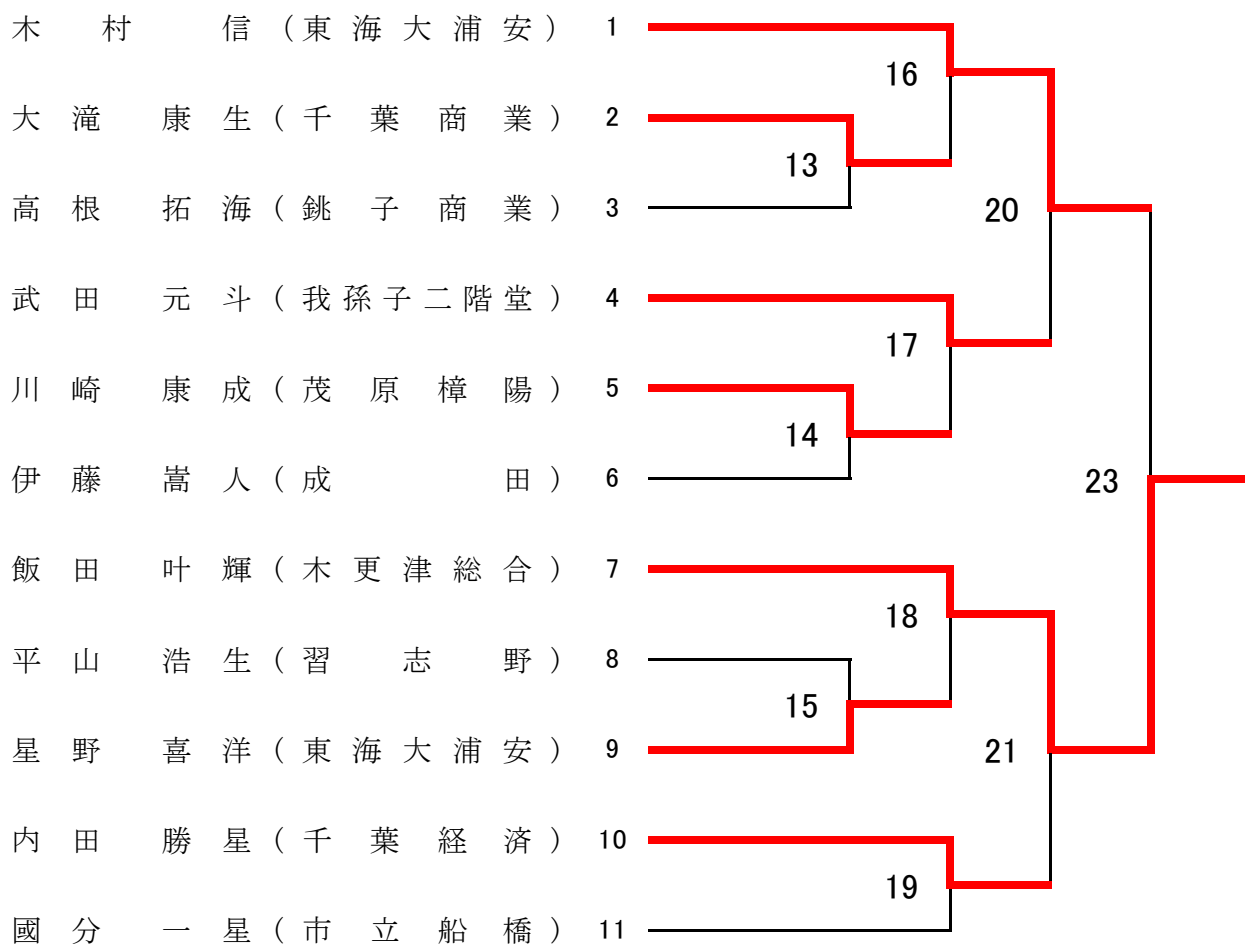 木村 信(東海大浦安) 1
16
大滝 康生(千葉商業) 2
13
高根 拓海(銚子商業) 3
20
武田 元斗(我孫子二階堂) 4
17
川崎 康成(茂原樟陽) 5
14
伊藤 嵩人(成田) 6
23
飯田 叶輝(木更津総合) 7
18
平山 浩生(習志野) 8
15
星野 喜洋(東海大浦安) 9
21
内田 勝星(千葉経済) 10
19
國分 一星(市立船橋) 11